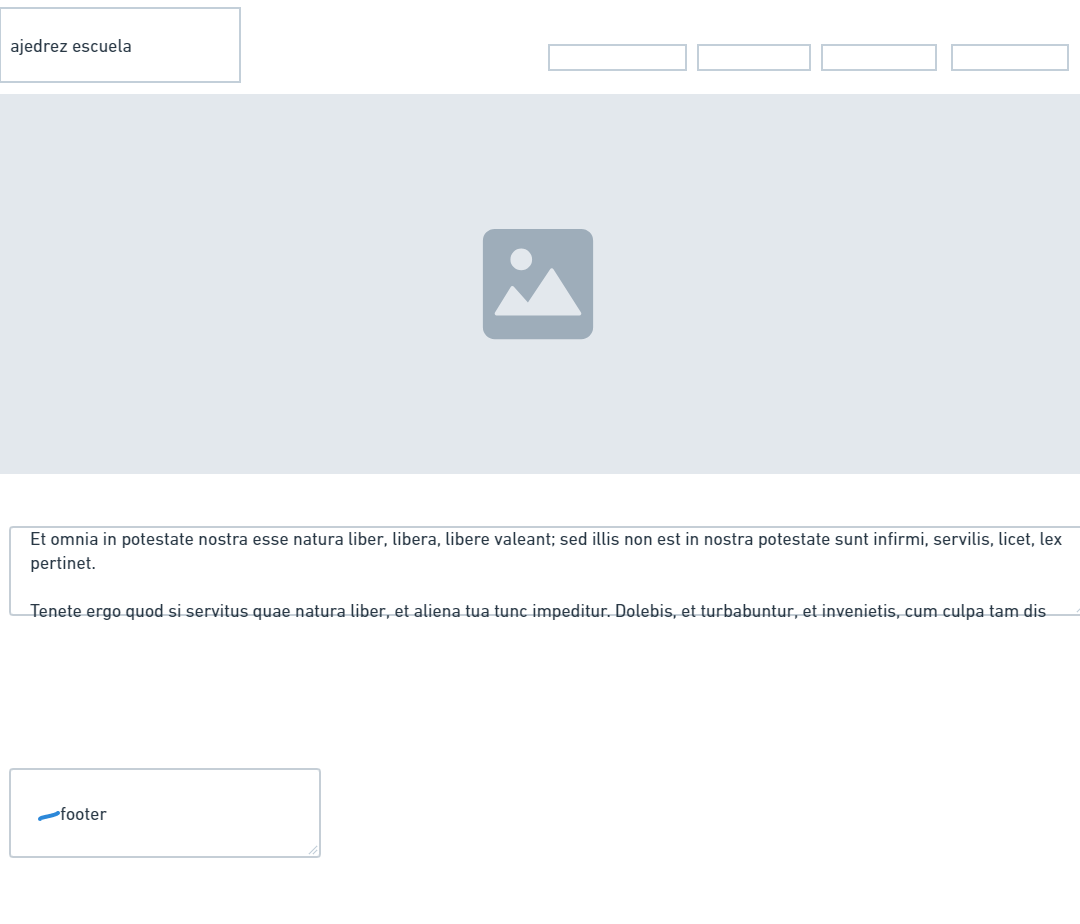 ajedrez escuela
Et omnia in potestate nostra esse natura liber, libera, libere valeant; sed illis non est in nostra potestate sunt infirmi, servilis, licet, lex
pertinet.
Tenete ergo quod si servitus quae natura liber, et aliena tua tunc impeditur. Dolebis, et turbabuntur, et invenietis, cum culpa tam dis
footer